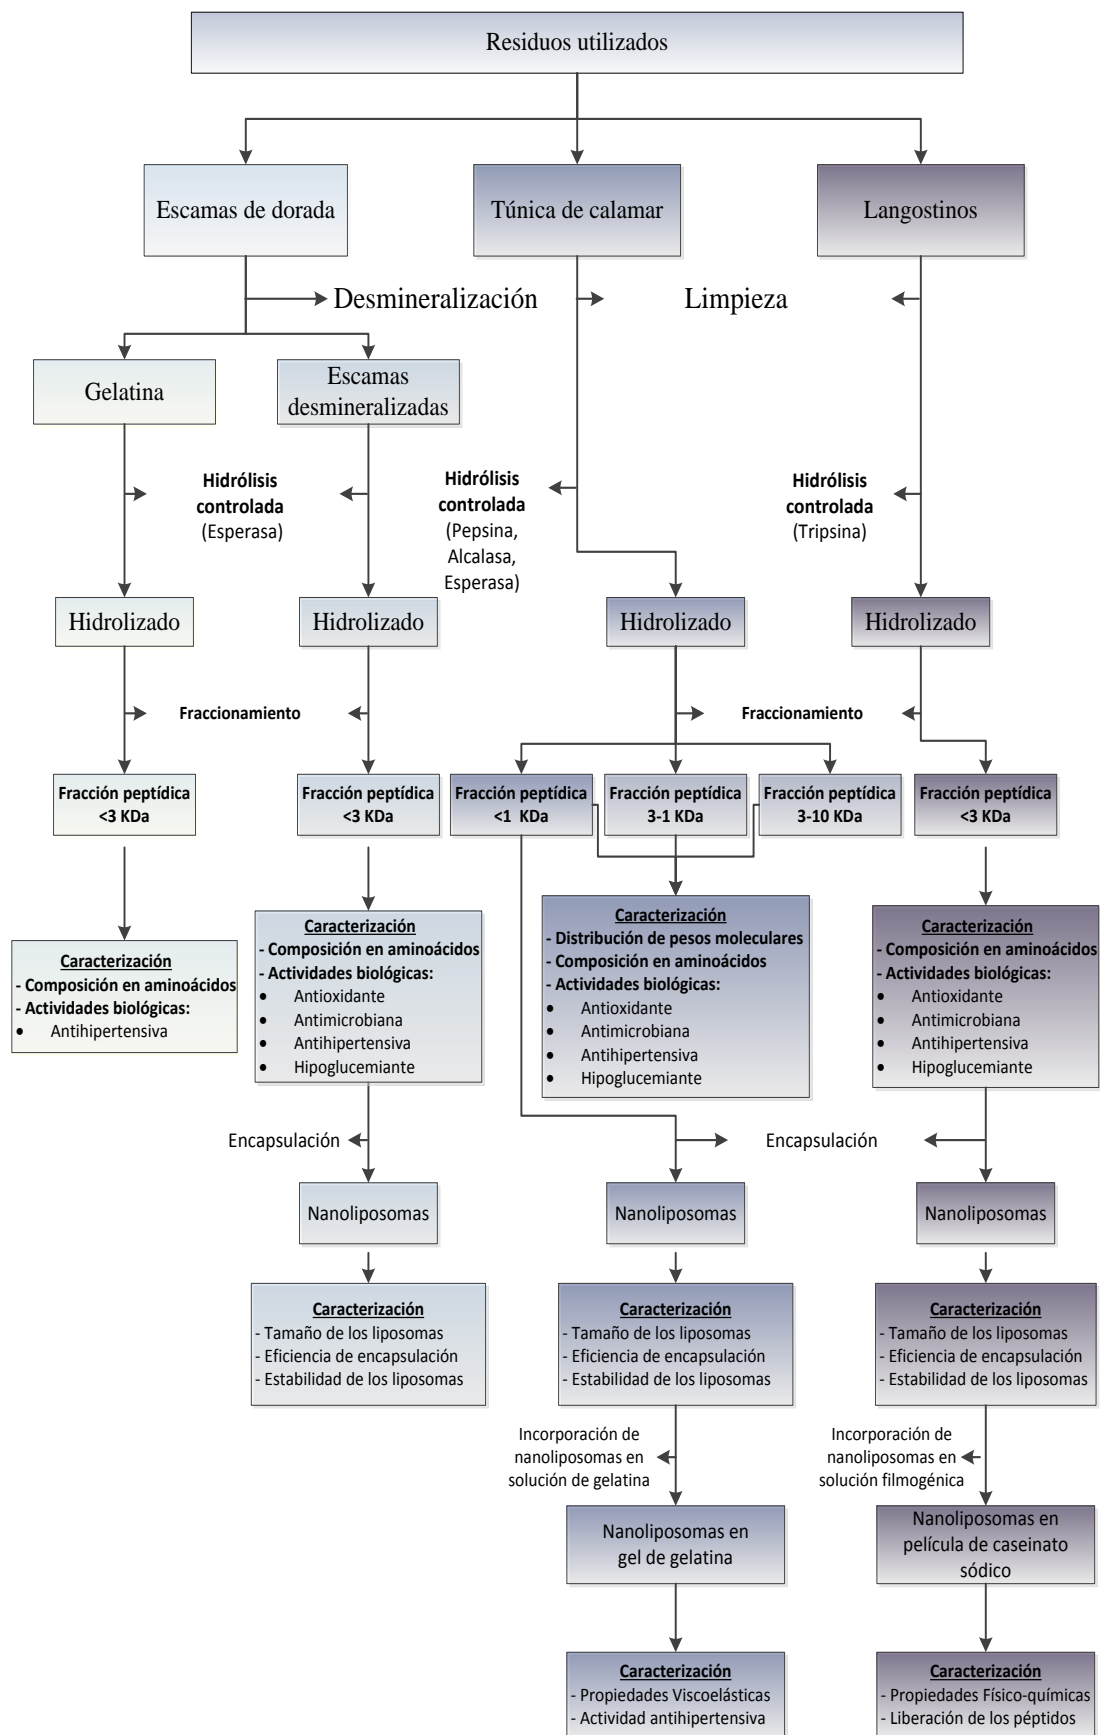 Residuos utilizados
Escamas de dorada
Túnica de calamar
Langostinos
Desmineralización
Limpieza
Gelatina
Escamas
desmineralizadas
Hidrólisis
controlada
(Esperasa)
Hidrólisis
controlada
(Pepsina,
Alcalasa,
Esperasa)
Hidrólisis
controlada
(Tripsina)
Hidrolizado
Hidrolizado
Hidrolizado
Hidrolizado
Fraccionamiento
Fraccionamiento
Fracción peptídica
<3 KDa
Fracción peptídica
<3 KDa
Fracción peptídica
<1 KDa
Fracción peptídica
3-1 KDa
Fracción peptídica
3-10 KDa
Fracción peptídica
<3 KDa
Caracterización
- Composición en aminoácidos
- Actividades biológicas:
• Antihipertensiva
Caracterización
- Composición en aminoácidos
- Actividades biológicas:
• Antioxidante
• Antimicrobiana
• Antihipertensiva
• Hipoglucemiante
Caracterización
- Distribución de pesos moleculares
- Composición en aminoácidos
- Actividades biológicas:
• Antioxidante
• Antimicrobiana
• Antihipertensiva
• Hipoglucemiante
Caracterización
- Composición en aminoácidos
- Actividades biológicas:
• Antioxidante
• Antimicrobiana
• Antihipertensiva
• Hipoglucemiante
Encapsulación
Encapsulación
Nanoliposomas
Nanoliposomas
Nanoliposomas
Caracterización
- Tamaño de los liposomas
- Eficiencia de encapsulación
- Estabilidad de los liposomas
Caracterización
- Tamaño de los liposomas
- Eficiencia de encapsulación
- Estabilidad de los liposomas
Caracterización
- Tamaño de los liposomas
- Eficiencia de encapsulación
- Estabilidad de los liposomas
Incorporación de
nanoliposomas en
solución de gelatina
Incorporación de
nanoliposomas en
solución filmogénica
Nanoliposomas en
gel de gelatina
Nanoliposomas en
película de caseinato
sódico
Caracterización
- Propiedades Viscoelásticas
- Actividad antihipertensiva
Caracterización
- Propiedades Físico-químicas
- Liberación de los péptidos